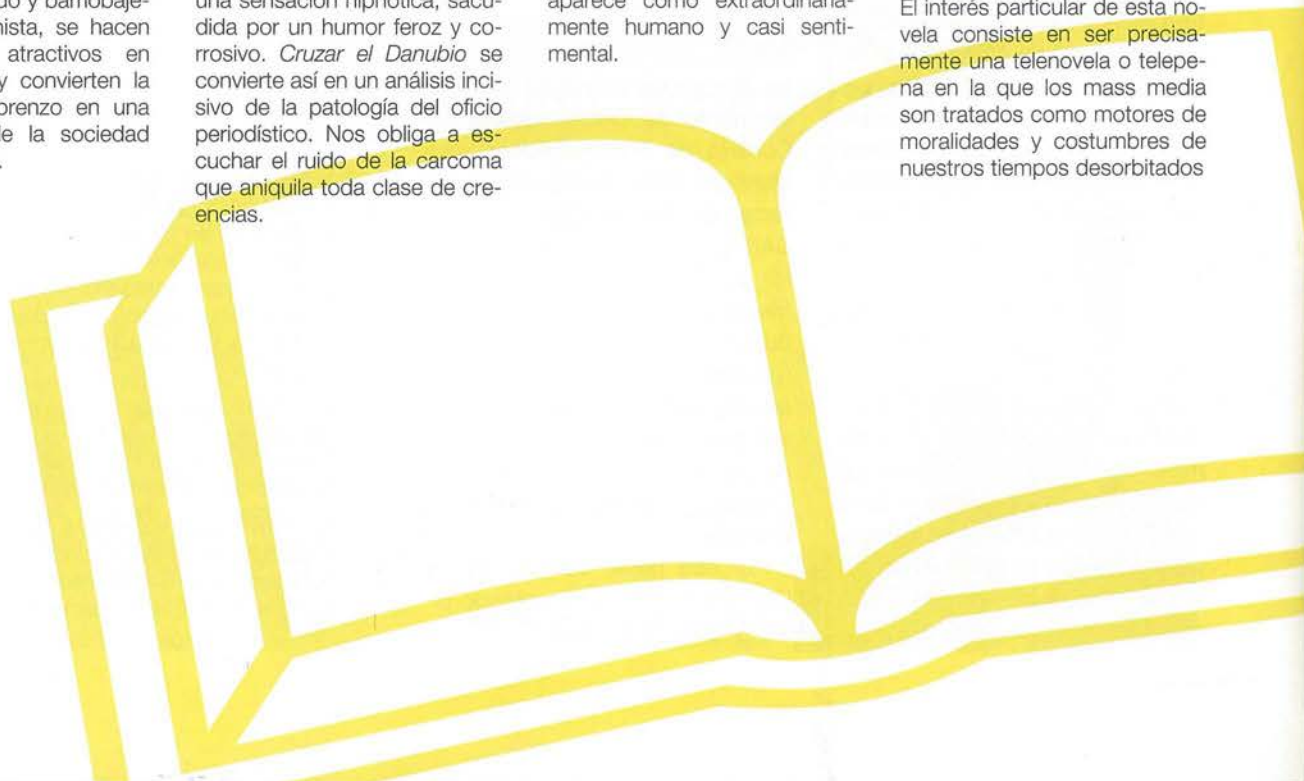 do y barriobaje-
nista, se hacen
atractivos en
y convierten la
orenzo en una
de la sociedad
una sensación hipnótica, sacu-
dida por un humor feroz y co-
rrosivo. Cruzar el Danubio se
convierte así en un análisis inci-
sivo de la patología del oficio
periodístico. Nos obliga a es-
cuchar el ruido de la carcoma
que aniquila toda clase de cre-
encias.
aparece como extraordinaria-
mente humano y casi senti-
mental.
El interés particular de esta no-
vela consiste en ser precisa-
mente una telenovela o telepe-
na en la que los mass media
son tratados como motores de
moralidades y costumbres de
nuestros tiempos desorbitados